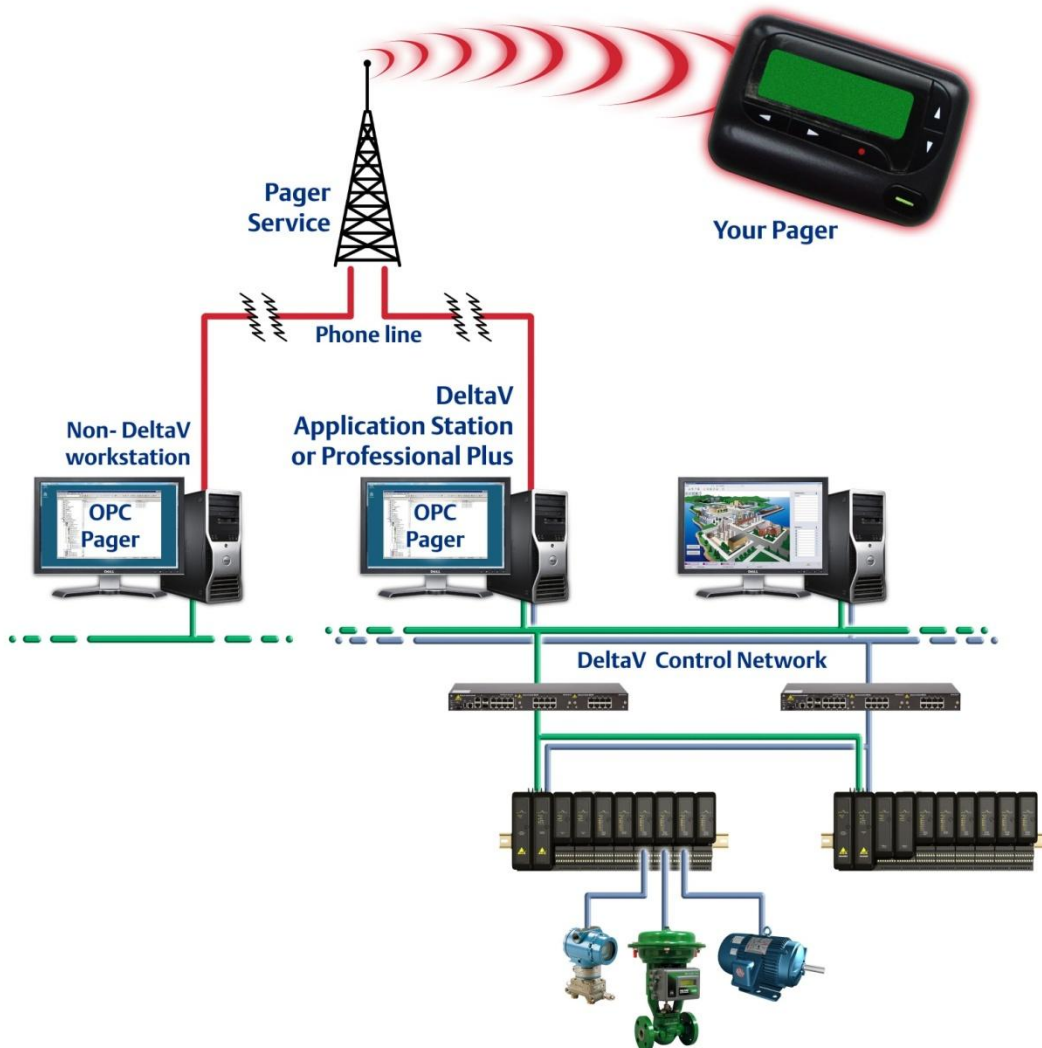 Pager
Service
Your Pager
Phone line
DeltaV
Application Station
or Professional Plus
Non- DeltaV
workstation
OPC
Pager
OPC
Pager
DeltaV Control Network